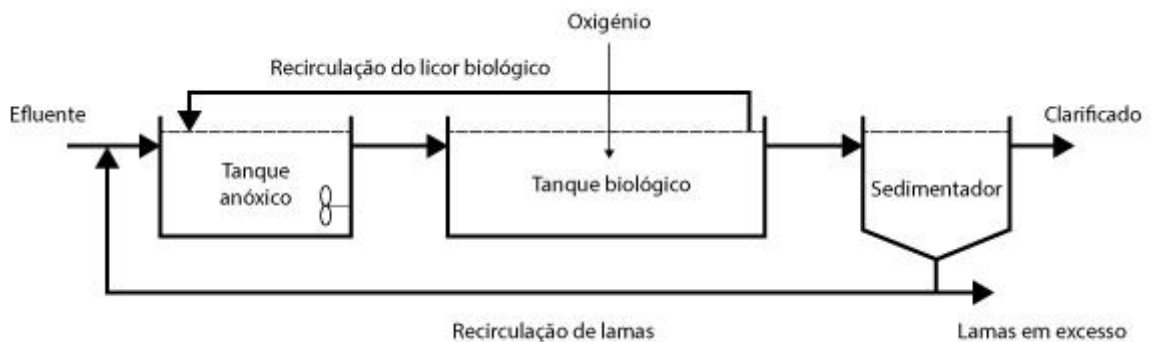 Oxigénio
Recirculação do licor biológico
Efluente
Clarificado
Tanque
anóxico
Tanque biológico
Sedimentador
Recirculação de lamas
Lamas em excesso